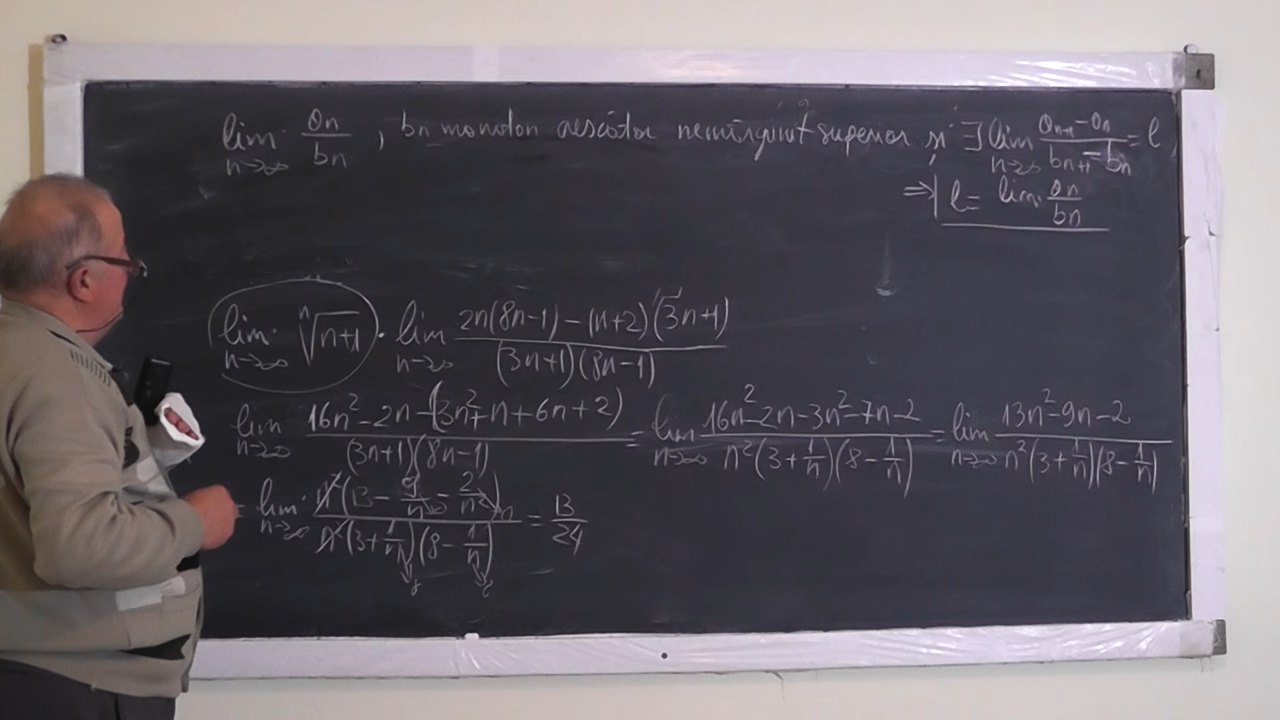 lim n→∞ an/bn , bn monoton crescător nemărginit superior și ∃ lim n→∞ (an+1 - an)/(bn+1 - bn) = l,
⇒ l = lim an/bn
lim n→∞ ⁿ√(n+1) · lim n→∞ (2n(8n-1) - (n+2)(3n+1))/((3n+1)(8n-1))
lim n→∞ (16n² - 2n - (3n² + n + 6n + 2))/((3n+1)(8n-1)) = lim n→∞ (16n² - 2n - 3n² - 7n - 2)/(n²(3+1/n)(8-1/n)) = lim n→∞ (13n² - 9n - 2)/(n²(3+1/n)(8-1/n))
= lim n→∞ n²(13 - 9/n - 2/n²)/(n²(3+1/n)(8-1/n)) = 13/24